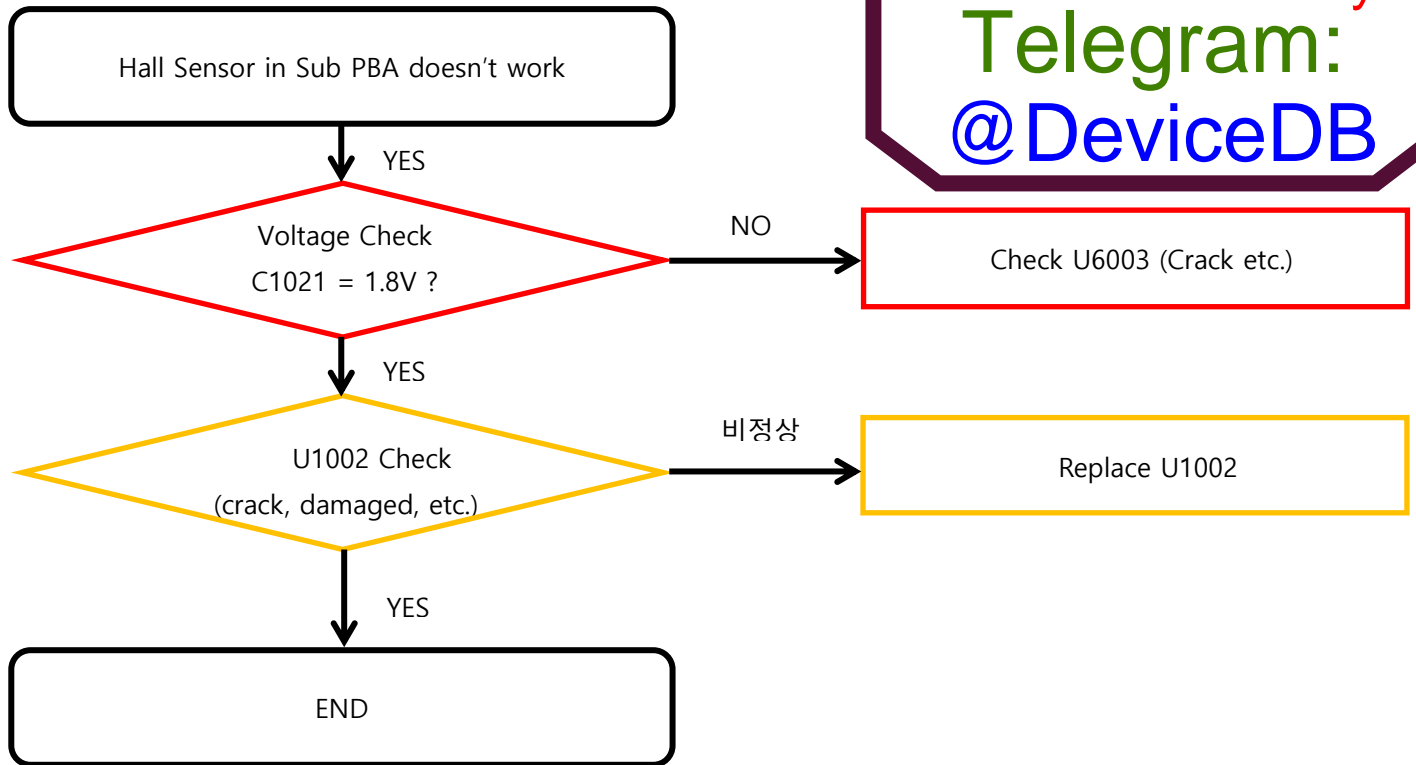 Telegram:
@DeviceDB
Hall Sensor in Sub PBA doesn't work
YES
Voltage Check
C1021 = 1.8V ?
NO
Check U6003 (Crack etc.)
YES
U1002 Check
(crack, damaged, etc.)
비정상
Replace U1002
YES
END